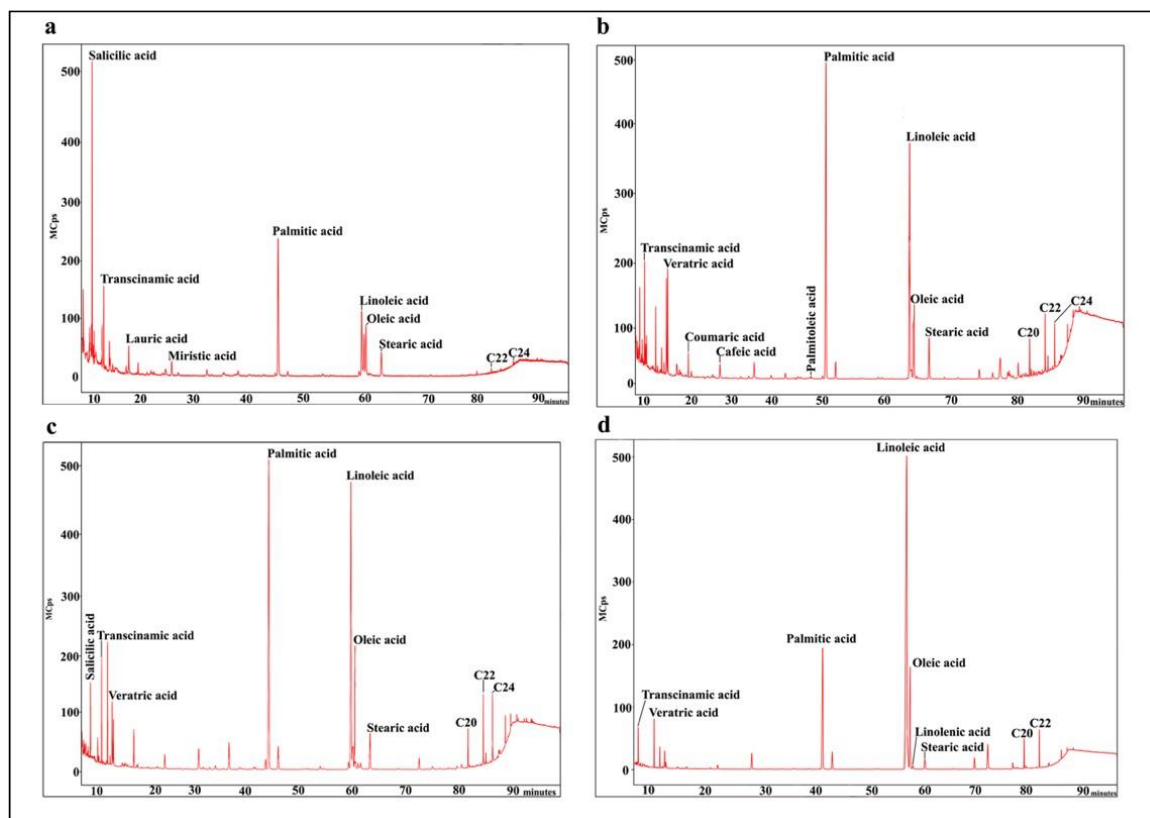 a
Salicilic acid
Transcinamic acid
Lauric acid
Miristic acid
Palmitic acid
Linoleic acid
Oleic acid
Stearic acid
C22
C24
MCps
500
400
300
200
100
0
10 20 30 40 50 60 70 80 90 minutes
b
Palmitic acid
Linoleic acid
Transcinamic acid
Veratric acid
Coumaric acid
Cafeic acid
Palmitoleic acid
Oleic acid
Stearic acid
C20
C22
C24
MCps
500
400
300
200
100
0
10 20 30 40 50 60 70 80 90 minutes
c
Palmitic acid
Linoleic acid
Salicilic acid
Transcinamic acid
Veratric acid
Oleic acid
Stearic acid
C20
C22
C24
MCps
500
400
300
200
100
0
10 20 30 40 50 60 70 80 90 minutes
d
Linoleic acid
Palmitic acid
Oleic acid
Transcinamic acid
Veratric acid
Linolenic acid
Stearic acid
C20
C22
MCps
500
400
300
200
100
0
10 20 30 40 50 60 70 80 90 minutes